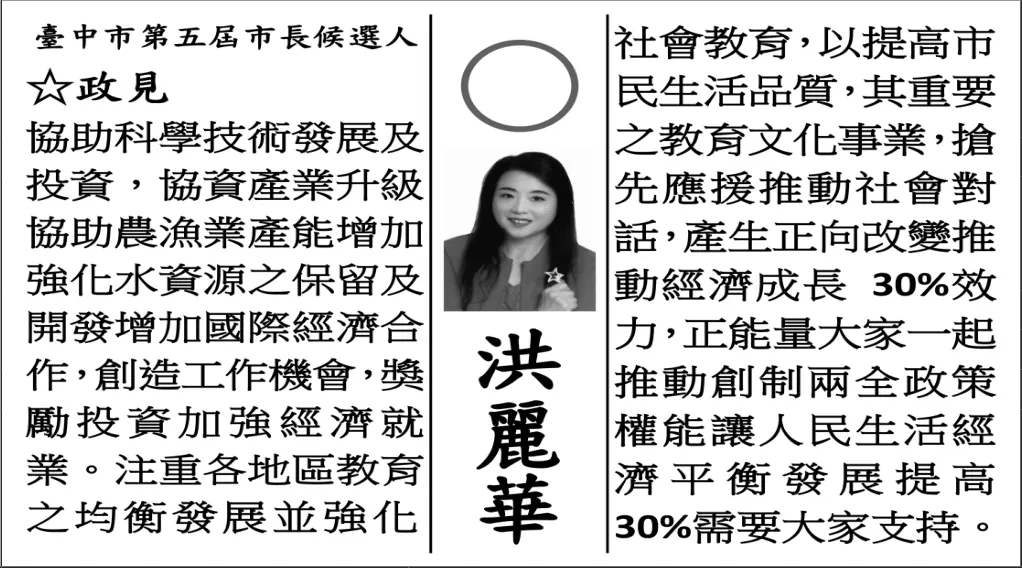 臺中市第五屆市長候選人
☆政見
協助科學技術發展及
投資，協資產業升級
協助農漁業產能增加
強化水資源之保留及
開發增加國際經濟合
作，創造工作機會，獎
勵投資加強經濟就
業。注重各地區教育
之均衡發展並強化
洪麗華
社會教育，以提高市
民生活品質，其重要
之教育文化事業，搶
先應援推動社會對
話，產生正向改變推
動經濟成長 30%效
力，正能量大家一起
推動創制兩全政策
權能讓人民生活經
濟平衡發展提高
30%需要大家支持。